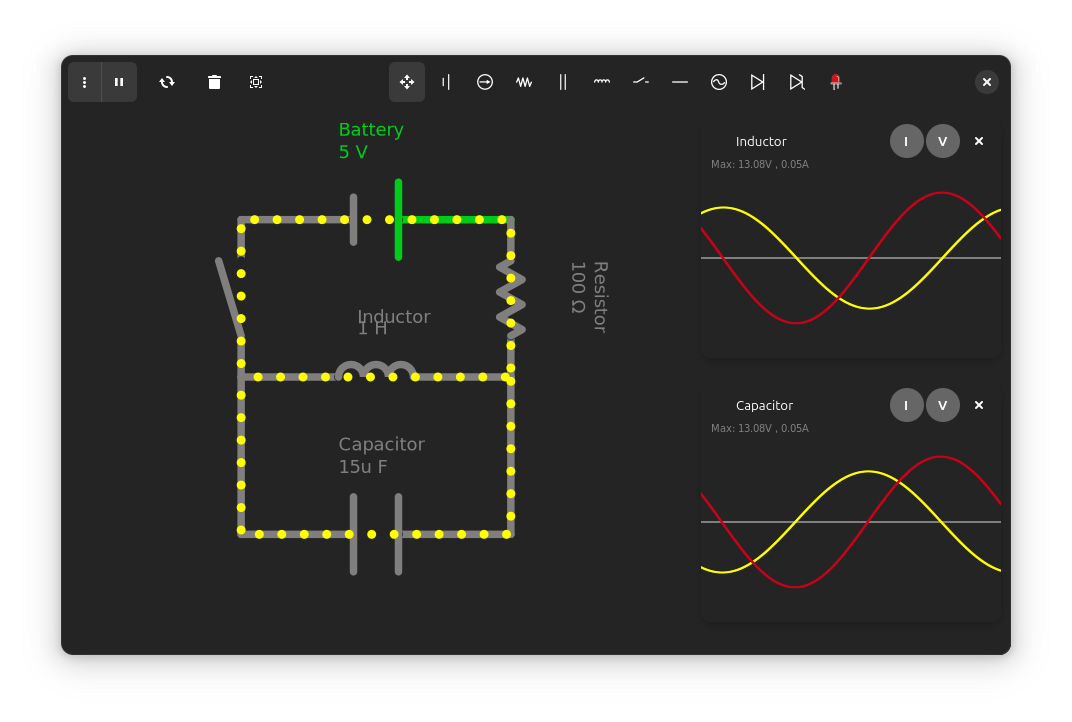 Battery
5 V
Inductor
1 H
Resistor
100 Ω
Capacitor
15u F
Inductor
I
V
Max: 13.08V , 0.05A
Capacitor
I
V
Max: 13.08V , 0.05A